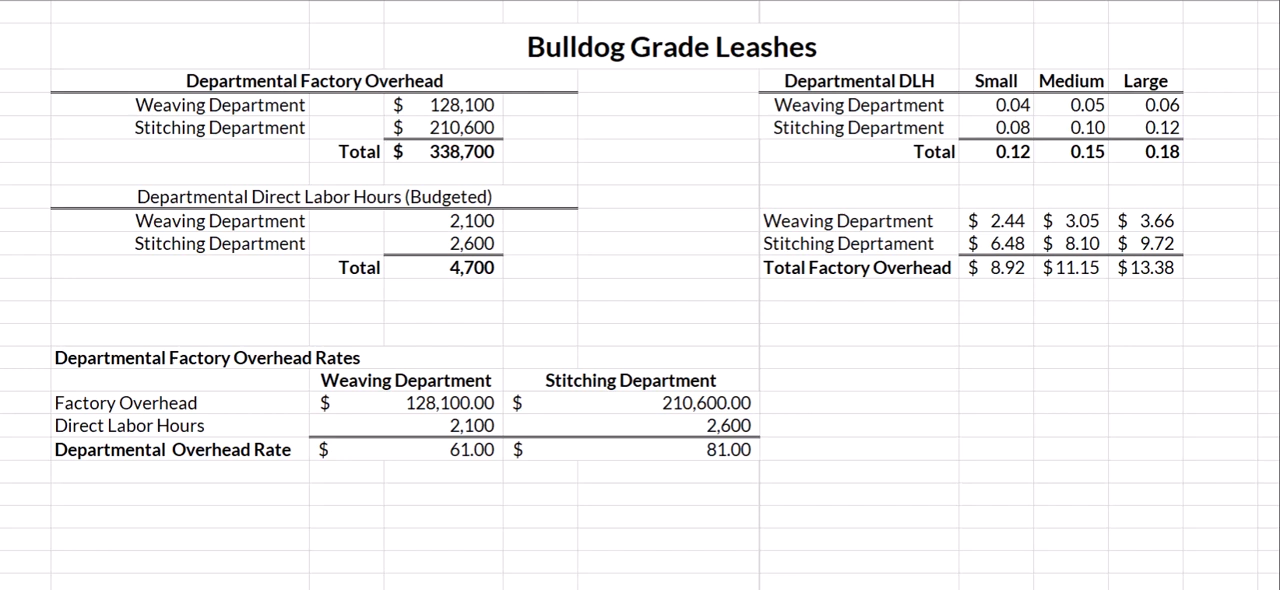 Bulldog Grade Leashes
Departmental Factory Overhead
Weaving Department $ 128,100
Stitching Department $ 210,600
Total $ 338,700
Departmental DLH Small Medium Large
Weaving Department 0.04 0.05 0.06
Stitching Department 0.08 0.10 0.12
Total 0.12 0.15 0.18
Departmental Direct Labor Hours (Budgeted)
Weaving Department 2,100
Stitching Department 2,600
Total 4,700
Weaving Department $ 2.44 $ 3.05 $ 3.66
Stitching Deprtament $ 6.48 $ 8.10 $ 9.72
Total Factory Overhead $ 8.92 $ 11.15 $ 13.38
Departmental Factory Overhead Rates
Weaving Department Stitching Department
Factory Overhead $ 128,100.00 $ 210,600.00
Direct Labor Hours 2,100 2,600
Departmental Overhead Rate $ 61.00 $ 81.00